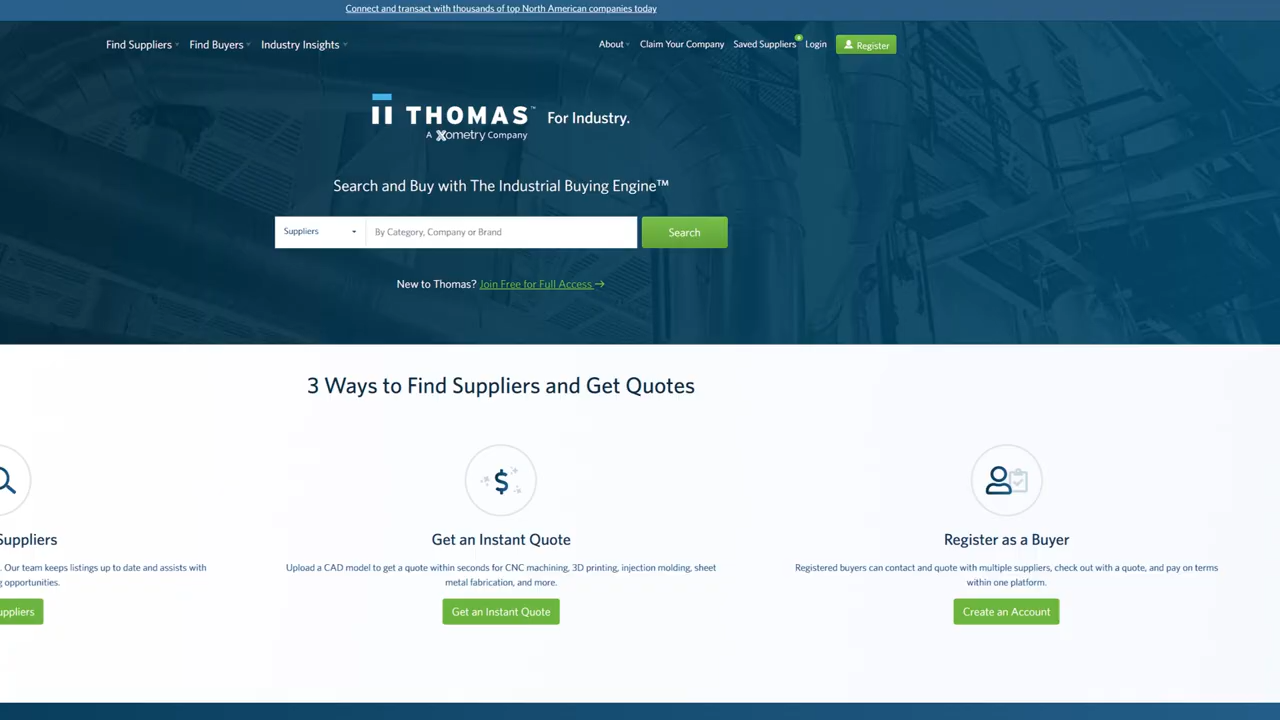 Connect and transact with thousands of top North American companies today
Find Suppliers Find Buyers Industry Insights About Claim Your Company Saved Suppliers 0 Login Register
THOMAS™ For Industry.
A Xometry Company
Search and Buy with The Industrial Buying Engine™
Suppliers By Category, Company or Brand Search
New to Thomas? Join Free for Full Access →
3 Ways to Find Suppliers and Get Quotes
Suppliers Get an Instant Quote Register as a Buyer
. Our team keeps listings up to date and assists with Upload a CAD model to get a quote within seconds for CNC machining, 3D printing, injection molding, sheet Registered buyers can contact and quote with multiple suppliers, check out with a quote, and pay on terms
g opportunities. metal fabrication, and more. within one platform.
uppliers Get an Instant Quote Create an Account